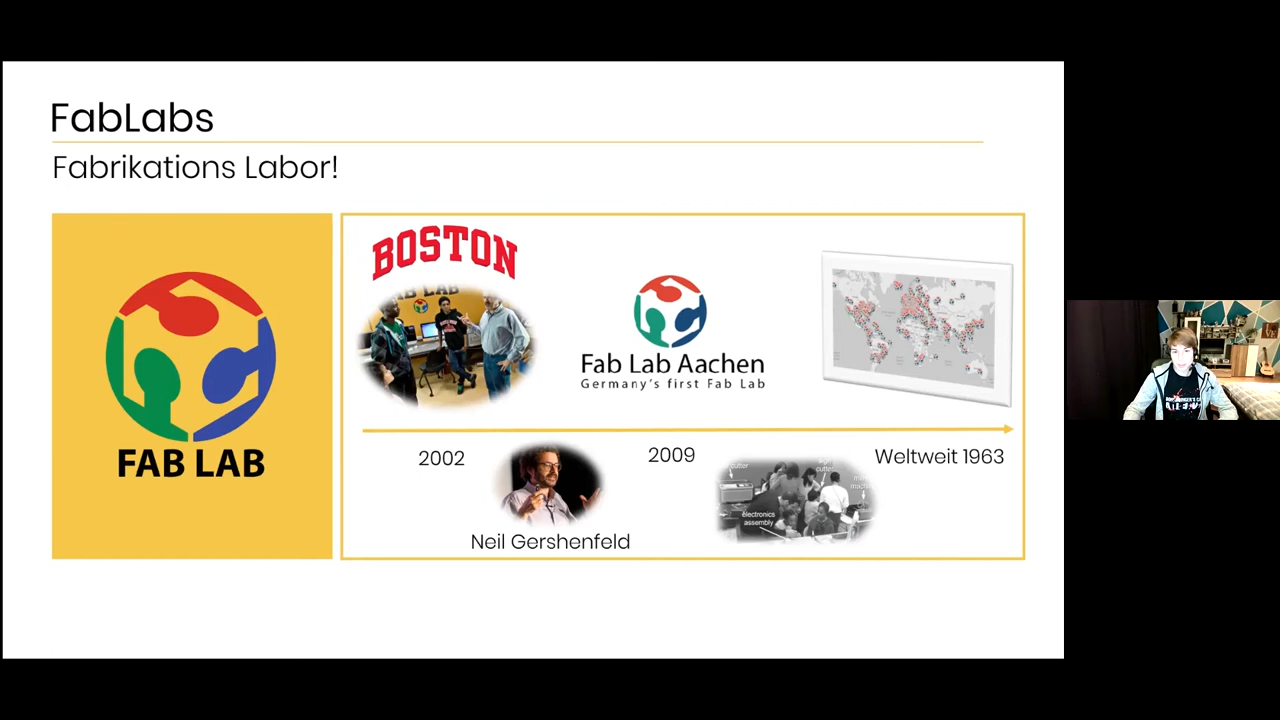 FabLabs
Fabrikations Labor!
FAB LAB
BOSTON
Fab Lab Aachen
Germany's first Fab Lab
2002
2009
Weltweit 1963
Neil Gershenfeld
electronics
assembly